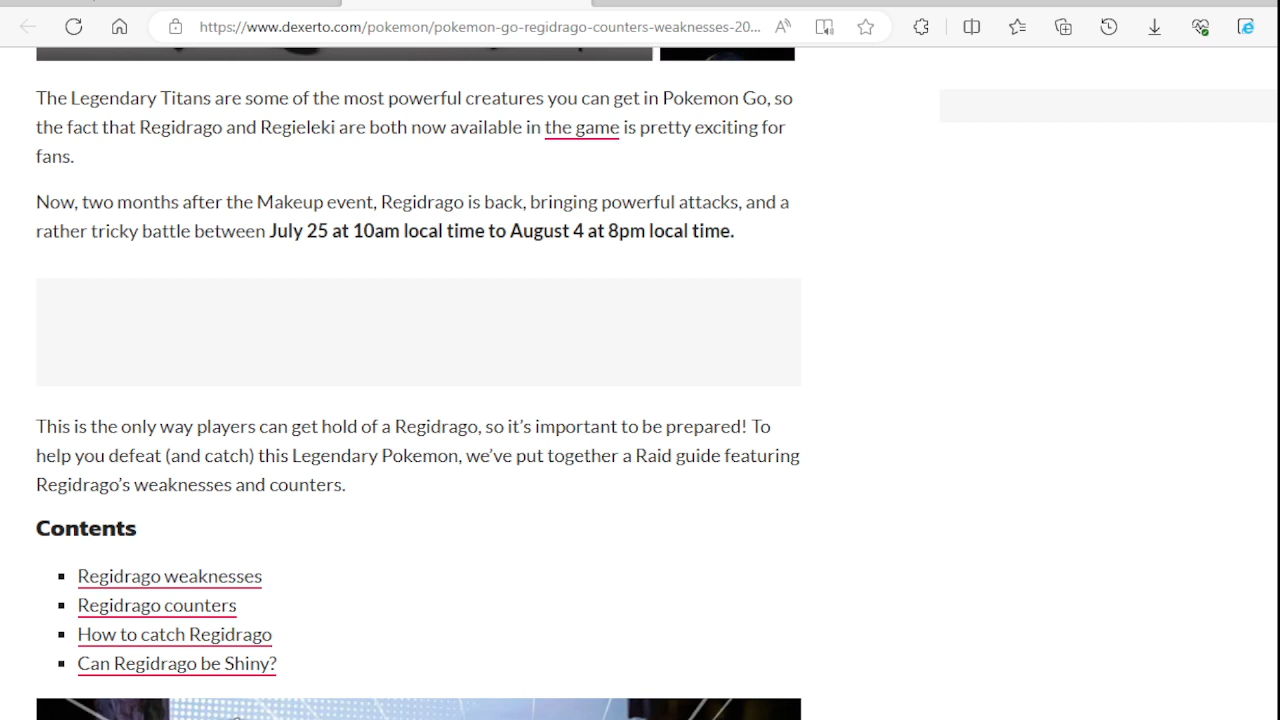 https://www.dexerto.com/pokemon/pokemon-go-regidrago-counters-weaknesses-20...
The Legendary Titans are some of the most powerful creatures you can get in Pokemon Go, so
the fact that Regidrago and Regieleki are both now available in the game is pretty exciting for
fans.
Now, two months after the Makeup event, Regidrago is back, bringing powerful attacks, and a
rather tricky battle between July 25 at 10am local time to August 4 at 8pm local time.
This is the only way players can get hold of a Regidrago, so it’s important to be prepared! To
help you defeat (and catch) this Legendary Pokemon, we’ve put together a Raid guide featuring
Regidrago’s weaknesses and counters.
Contents
Regidrago weaknesses
Regidrago counters
How to catch Regidrago
Can Regidrago be Shiny?